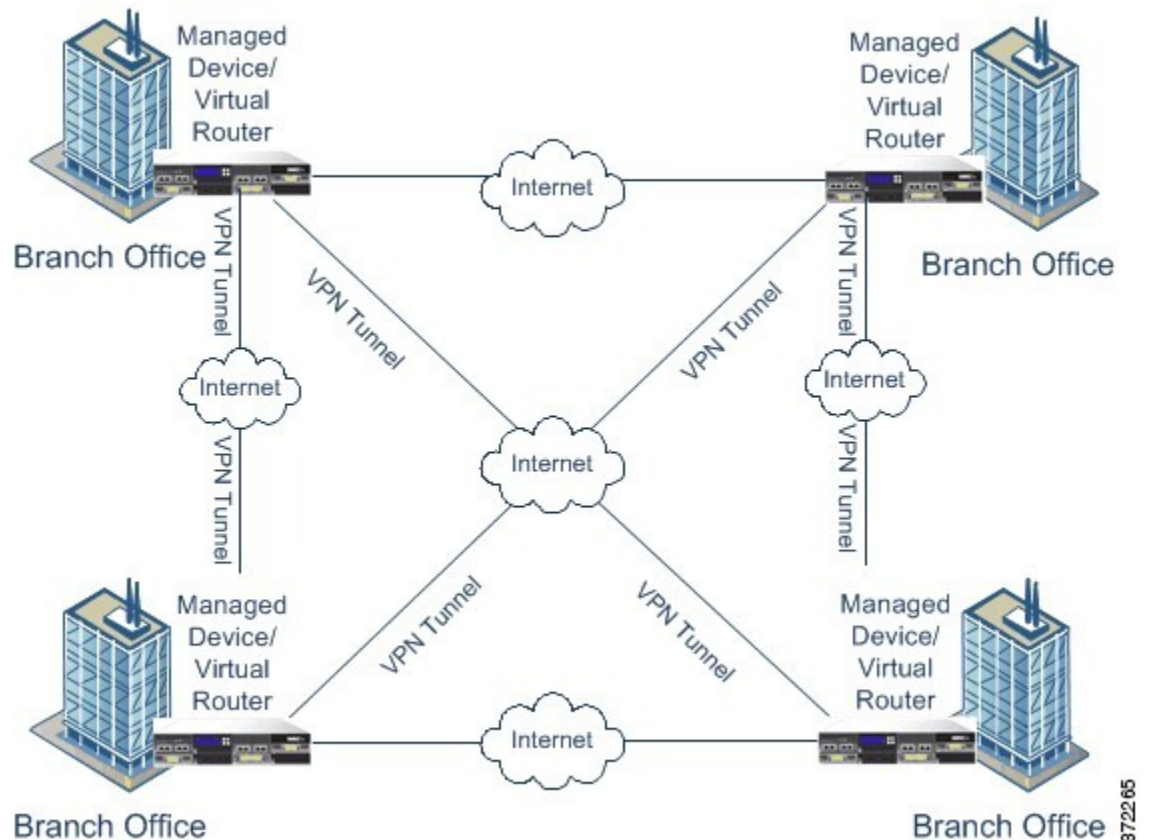 Managed
Device/
Virtual
Router
Managed
Device/
Virtual
Router
Internet
Branch Office
Branch Office
VPN Tunnel
VPN Tunnel
VPN Tunnel
VPN Tunnel
Internet
Internet
Internet
VPN Tunnel
VPN Tunnel
VPN Tunnel
VPN Tunnel
Managed
Device/
Virtual
Router
Managed
Device/
Virtual
Router
Internet
Branch Office
Branch Office
372265